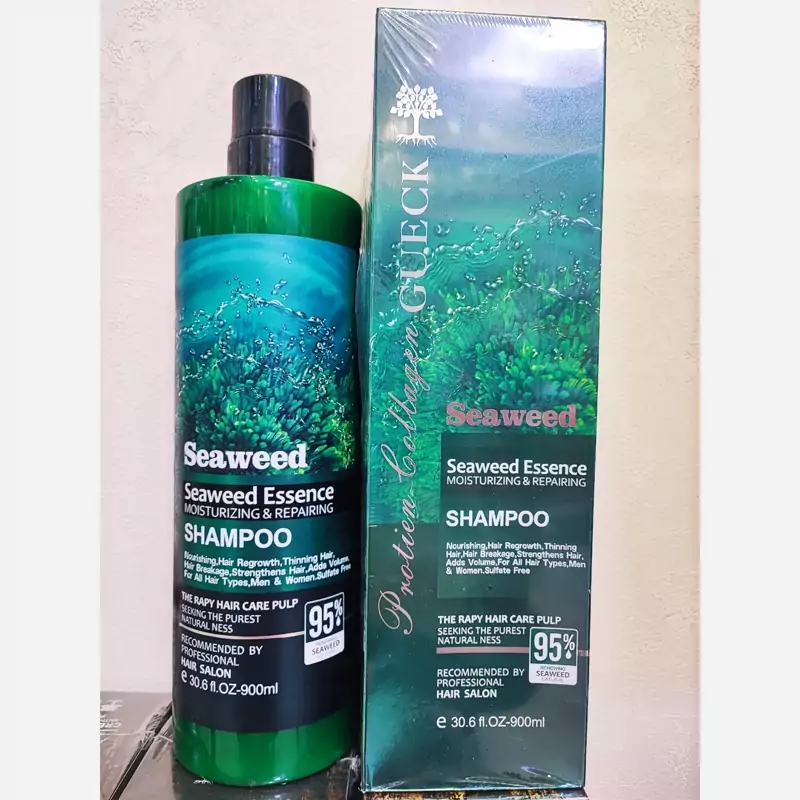 Seaweed
Seaweed Essence
MOISTURIZING & REPAIRING
SHAMPOO
Nourishing,Hair Regrowth,Thinning Hair,
Hair Breakage,Strengthens Hair,Adds Volume,
For All Hair Types,Men & Women.Sulfate Free
THE RAPY HAIR CARE PULP
SEEKING THE PUREST
NATURAL NESS
95%
SEAWEED
RECOMMENDED BY
PROFESSIONAL
HAIR SALON
e 30.6 fl.OZ-900ml
Protien Collagen GUECK
Seaweed
Seaweed Essence
MOISTURIZING & REPAIRING
SHAMPOO
Nourishing,Hair Regrowth,Thinning
Hair,Hair Breakage,Strengthens Hair,
Adds Volume,For All Hair Types,Men
& Women.Sulfate Free
THE RAPY HAIR CARE PULP
SEEKING THE PUREST
NATURAL NESS
95%
RENOVING
SEAWEED
RECOMMENDED BY
PROFESSIONAL
HAIR SALON
e 30.6 fl.OZ-900ml